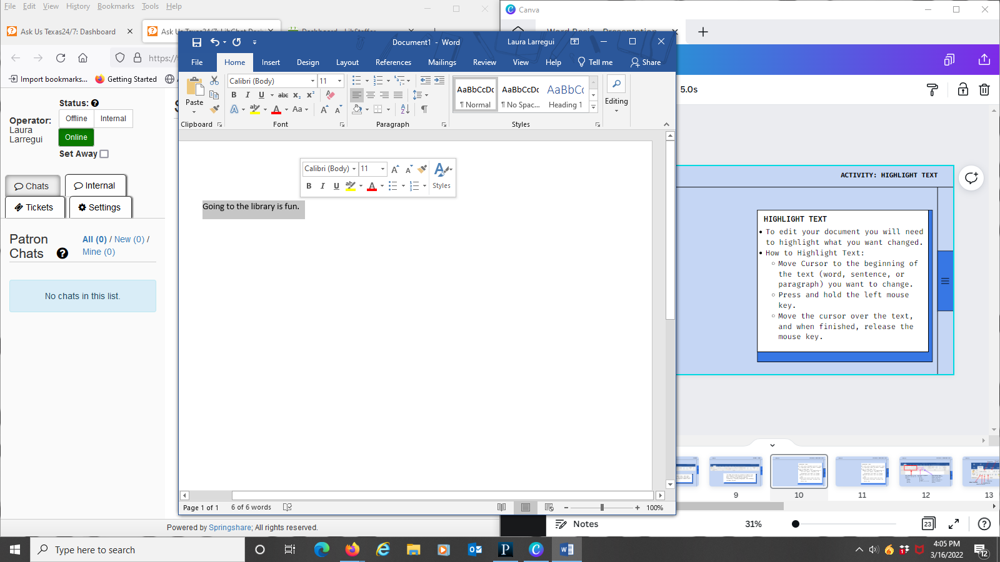 File Edit View History Bookmarks Tools Help
Ask Us Texas24/7: Dashboard
Canva
Import bookmarks... Getting Started
https://
Status:
Offline Internal
Operator:
Laura
Larregui
Online
Set Away
Chats Internal
Tickets Settings
Patron
Chats
All (0) / New (0) /
Mine (0)
No chats in this list.
Document1 - Word
Laura Larregui
File Home Insert Design Layout References Mailings Review View Help Tell me Share
Paste
Calibri (Body) 11
B I U abc x₂ x²
A ab A Aa A A
Clipboard Font Paragraph Styles
AaBbCcDc AaBbCcDc AaBbCc
¶ Normal ¶ No Spac... Heading 1
Editing
Calibri (Body) 11 A A
B I U ab A Styles
Going to the library is fun.
Page 1 of 1 6 of 6 words 100%
Powered by Springshare; All rights reserved.
5.0s
ACTIVITY: HIGHLIGHT TEXT
HIGHLIGHT TEXT
• To edit your document you will need
to highlight what you want changed.
• How to Highlight Text:
○ Move Cursor to the beginning of
the text (word, sentence, or
paragraph) you want to change.
○ Press and hold the left mouse
key.
○ Move the cursor over the text,
and when finished, release the
mouse key.
9 10 11 12 13
Notes 31% 23
Type here to search
4:05 PM
3/16/2022
12